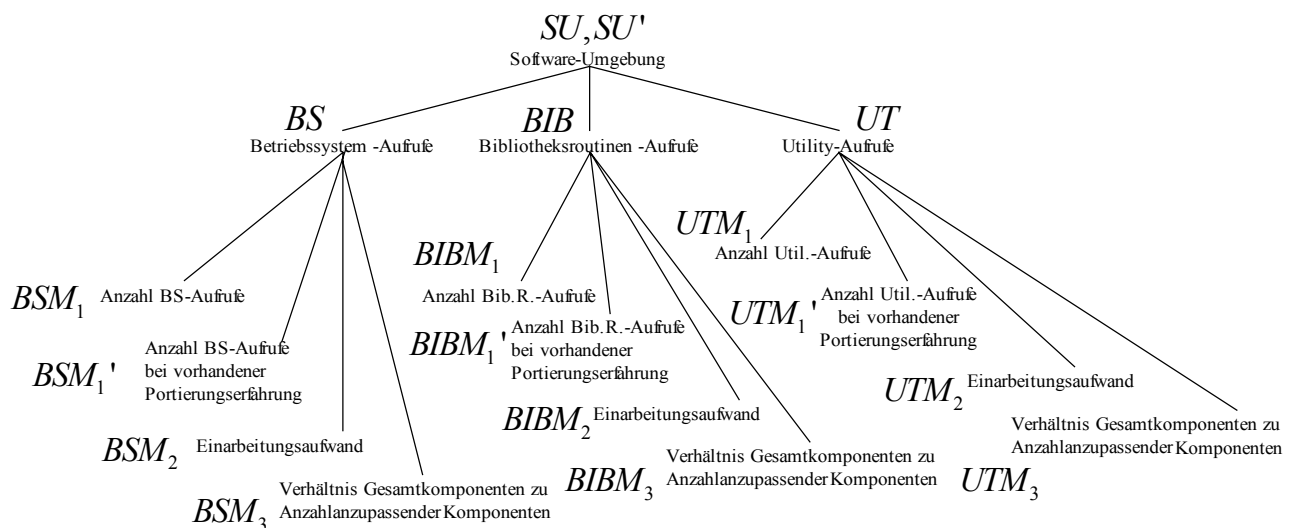 SU,SU'
Software-Umgebung
BS
Betriebssystem -Aufrufe
BIB
Bibliotheksroutinen -Aufrufe
UT
Utility-Aufrufe
BSM₁ Anzahl BS-Aufrufe
BSM₁'
Anzahl BS-Aufrufe
bei vorhandener
Portierungserfahrung
BSM₂ Einarbeitungsaufwand
BSM₃
Verhältnis Gesamtkomponenten zu
Anzahlanzupassender Komponenten
BIBM₁
Anzahl Bib.R.-Aufrufe
BIBM₁'
Anzahl Bib.R.-Aufrufe
bei vorhandener
Portierungserfahrung
BIBM₂ Einarbeitungsaufwand
BIBM₃
Verhältnis Gesamtkomponenten zu
Anzahlanzupassender Komponenten
UTM₁
Anzahl Util.-Aufrufe
UTM₁'
Anzahl Util.-Aufrufe
bei vorhandener
Portierungserfahrung
UTM₂ Einarbeitungsaufwand
Verhältnis Gesamtkomponenten zu
Anzahlanzupassender Komponenten
UTM₃